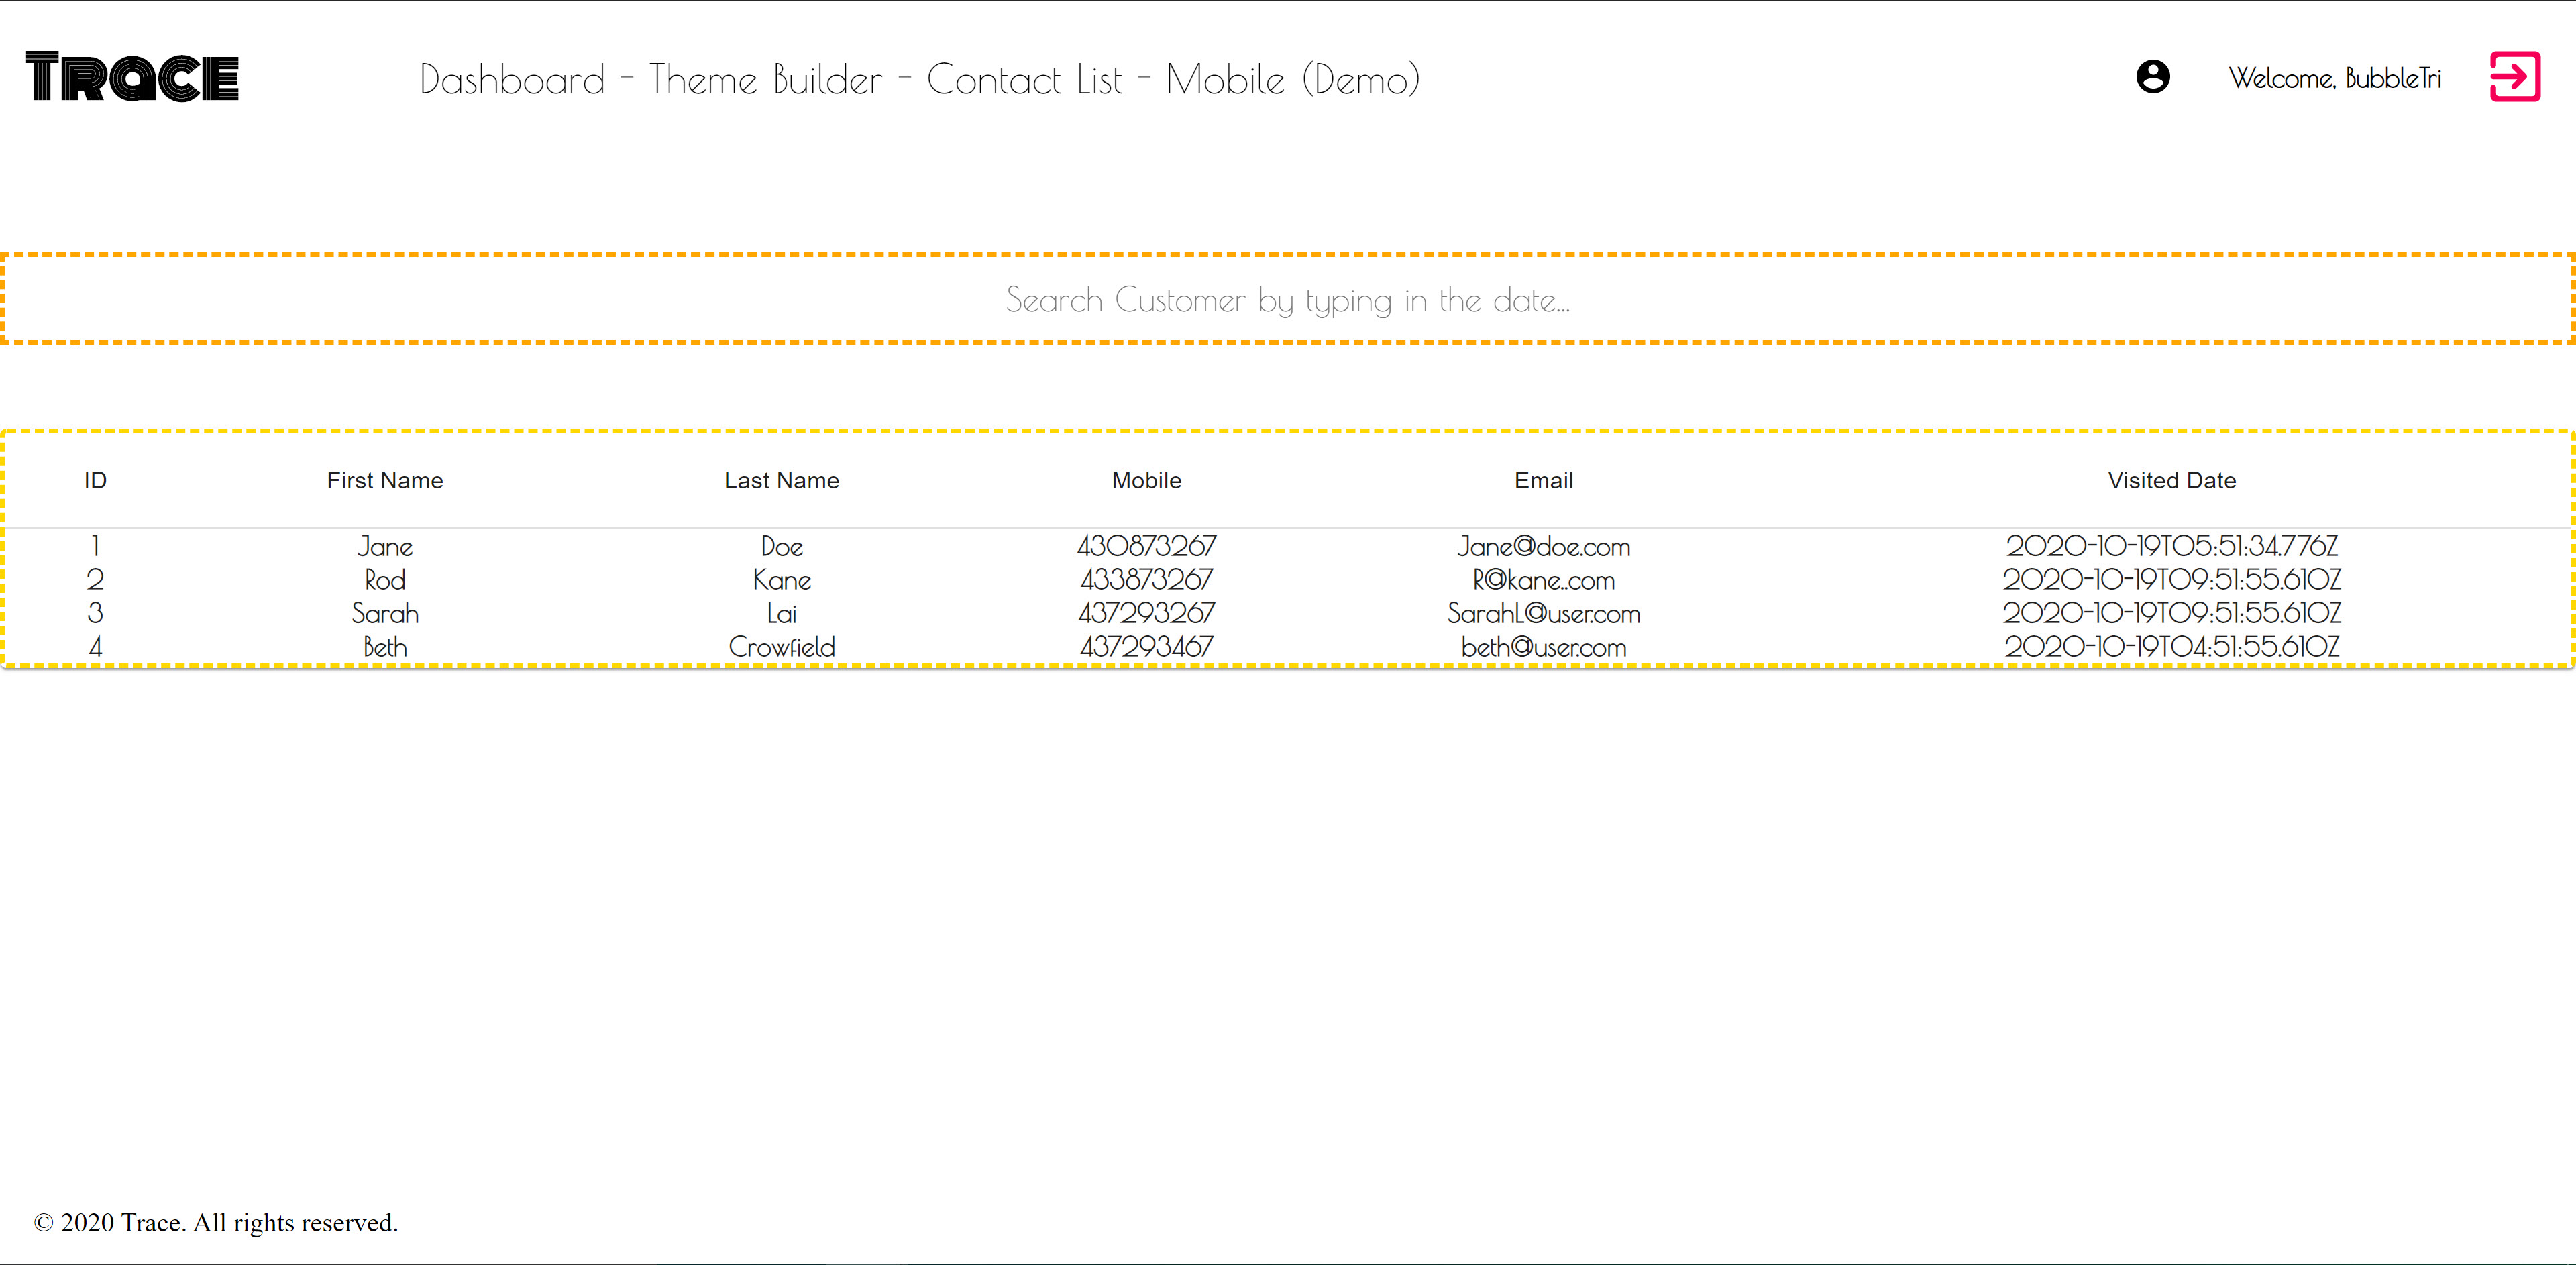 Trace
Dashboard - Theme Builder - Contact List - Mobile (Demo)
Welcome, BubbleTri
Search Customer by typing in the date...
ID First Name Last Name Mobile Email Visited Date
1 Jane Doe 430873267 Jane@doe.com 2020-10-19T05:51:34.776Z
2 Rod Kane 433873267 R@kane..com 2020-10-19T09:51:55.610Z
3 Sarah Lai 437293267 SarahL@user.com 2020-10-19T09:51:55.610Z
4 Beth Crowfield 437293467 beth@user.com 2020-10-19T04:51:55.610Z
© 2020 Trace. All rights reserved.